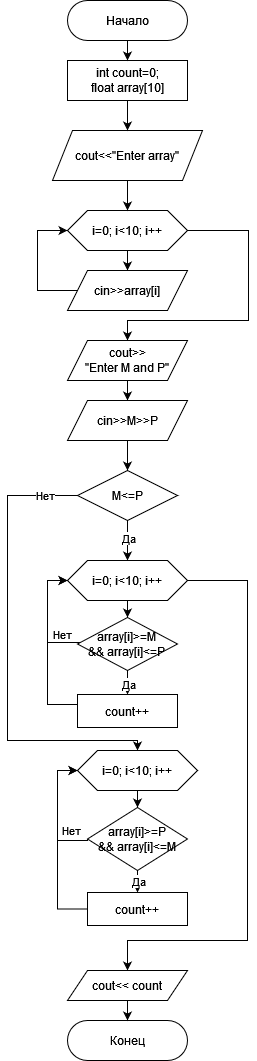 Начало
int count=0;
float array[10]
cout<<"Enter array"
i=0; i<10; i++
cin>>array[i]
cout>>
"Enter M and P"
cin>>M>>P
M<=P
Нет
Да
i=0; i<10; i++
array[i]>=M
&& array[i]<=P
Нет
Да
count++
i=0; i<10; i++
array[i]>=P
&& array[i]<=M
Нет
Да
count++
cout<< count
Конец